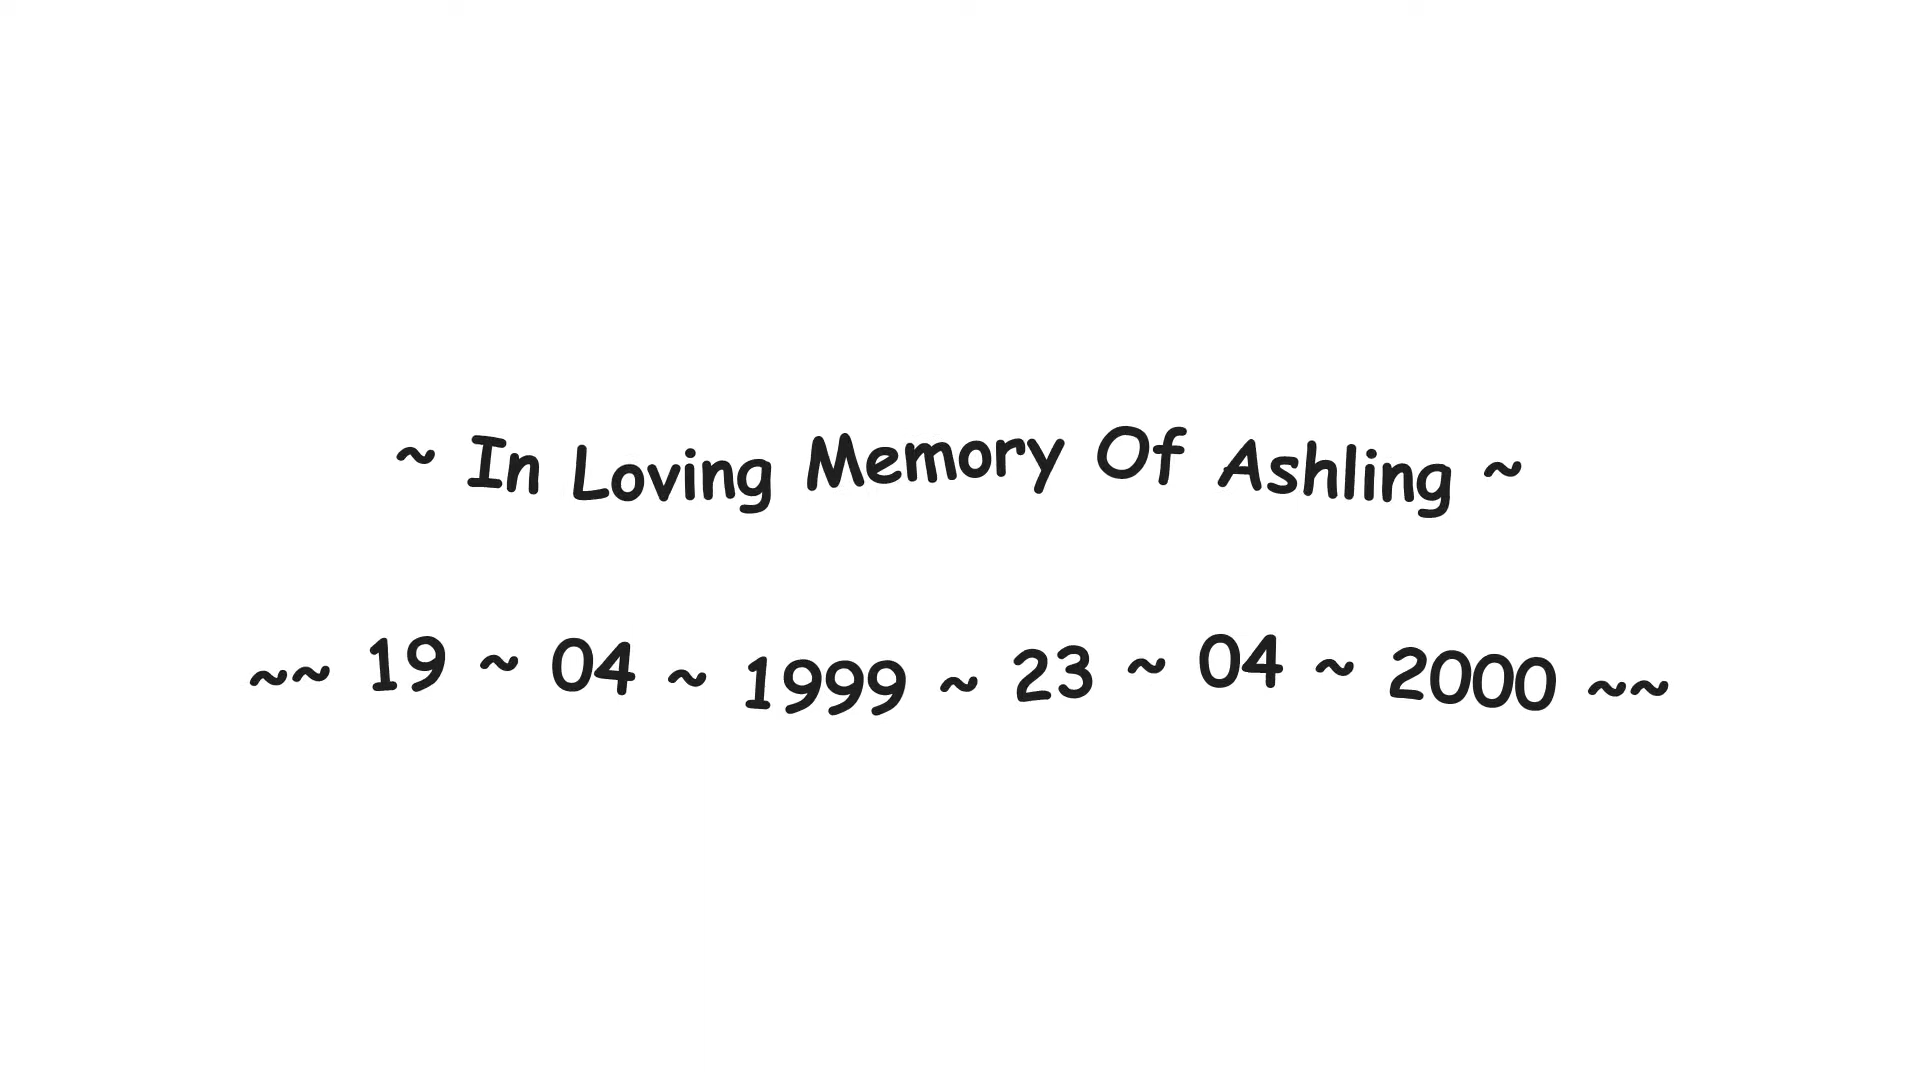 ~ In Loving Memory Of Ashling ~
~~ 19 ~ 04 ~ 1999 ~ 23 ~ 04 ~ 2000 ~~